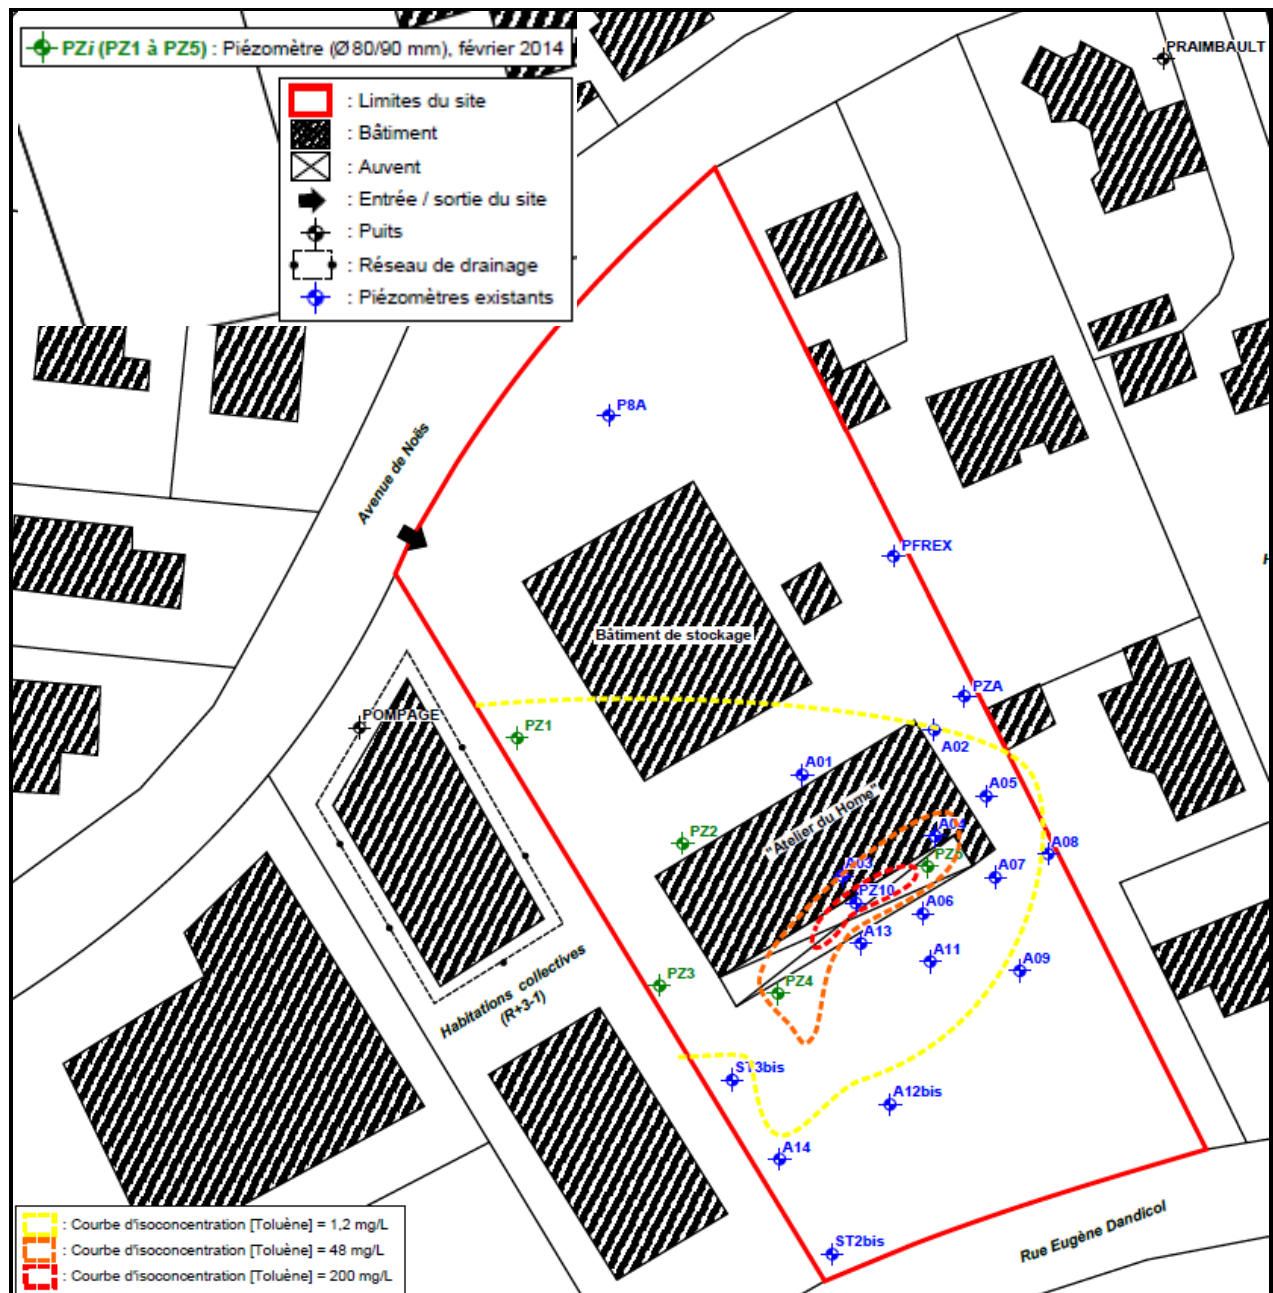 PZi (PZ1 à PZ5) : Piézomètre (Ø 80/90 mm), février 2014
: Limites du site
: Bâtiment
: Auvent
: Entrée / sortie du site
: Puits
: Réseau de drainage
: Piézomètres existants
PRAIMBAULT
P8A
Avenue de Noës
PFREX
Bâtiment de stockage
PZA
POMPAGE
PZ1
A02
A01
A05
"Atelier du Home"
A04
PZ2
A08
A03
PZ5
A07
PZ10
A06
A13
A11
A09
PZ3
PZ4
Habitations collectives
(R+3-1)
ST3bis
A12bis
A14
ST2bis
Rue Eugène Dandicol
: Courbe d'isoconcentration [Toluène] = 1,2 mg/L
: Courbe d'isoconcentration [Toluène] = 48 mg/L
: Courbe d'isoconcentration [Toluène] = 200 mg/L